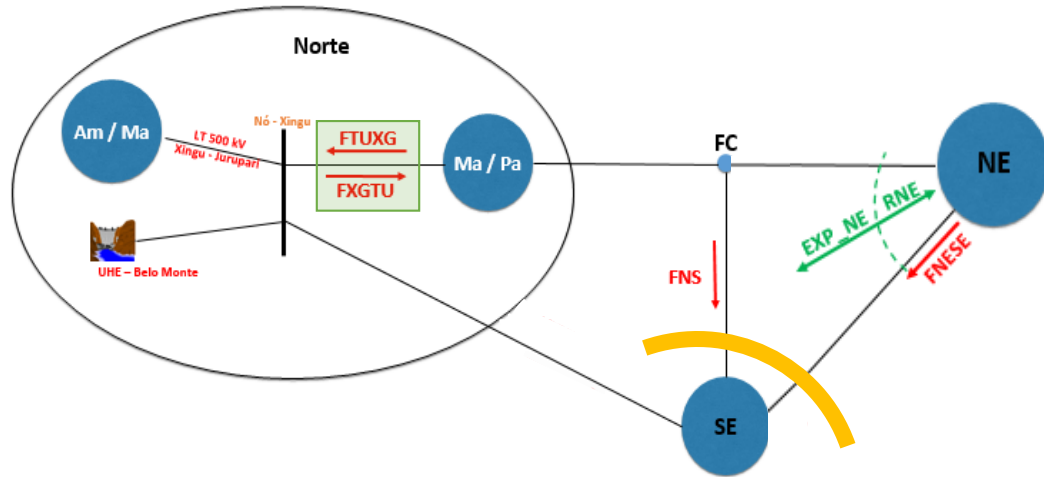 Norte
Am / Ma
LT 500 kV
Xingu - Jurupari
Nó - Xingu
FTUXG
FXGTU
Ma / Pa
UHE – Belo Monte
FC
NE
EXP_NE
RNE
FNESE
FNS
SE